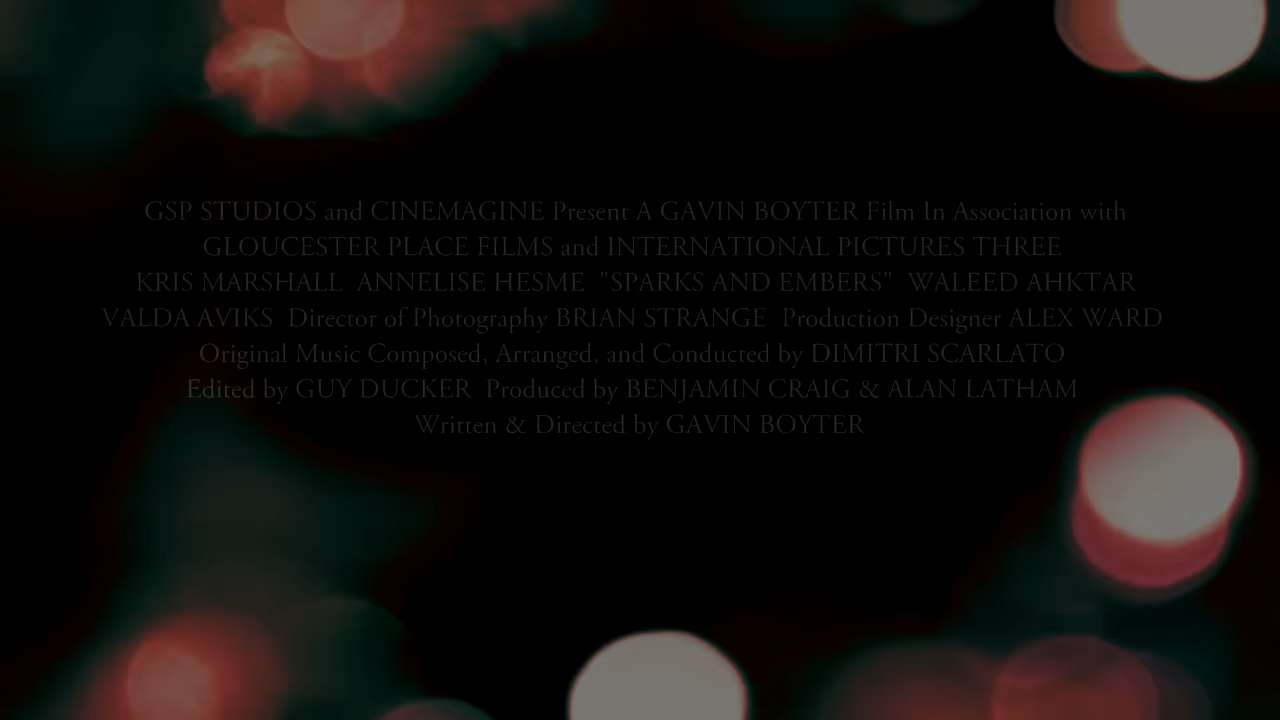 GSP STUDIOS and CINEMAGINE Present A GAVIN BOYTER Film In Association with
GLOUCESTER PLACE FILMS and INTERNATIONAL PICTURES THREE
KRIS MARSHALL ANNELISE HESME "SPARKS AND EMBERS" WALEED AHKTAR
VALDA AVIKS Director of Photography BRIAN STRANGE Production Designer ALEX WARD
Original Music Composed, Arranged, and Conducted by DIMITRI SCARLATO
Edited by GUY DUCKER Produced by BENJAMIN CRAIG & ALAN LATHAM
Written & Directed by GAVIN BOYTER